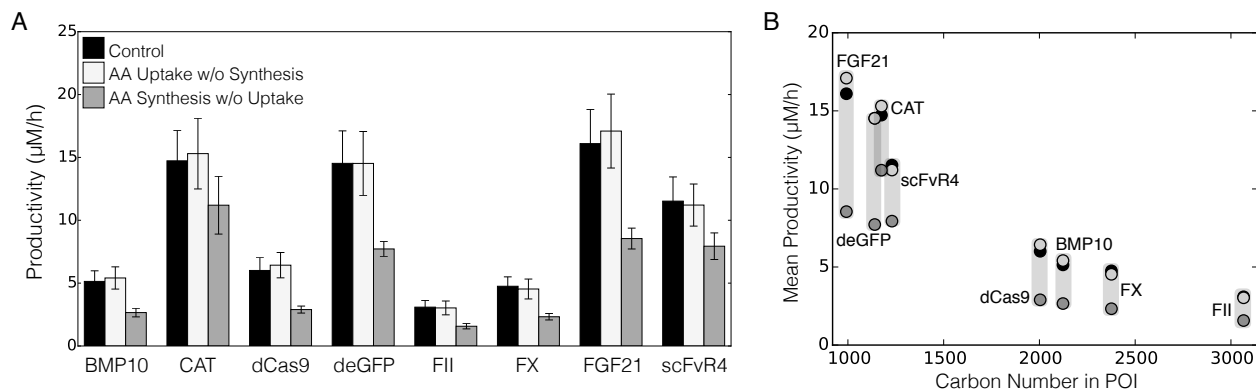 A
25
20
15
10
5
0
Productivity (µM/h)
Control
AA Uptake w/o Synthesis
AA Synthesis w/o Uptake
BMP10 CAT dCas9 deGFP FII FX FGF21 scFvR4
B
20
15
10
5
0
Mean Productivity (µM/h)
FGF21
CAT
scFvR4
deGFP
BMP10
dCas9
FX
FII
1000 1500 2000 2500 3000
Carbon Number in POI